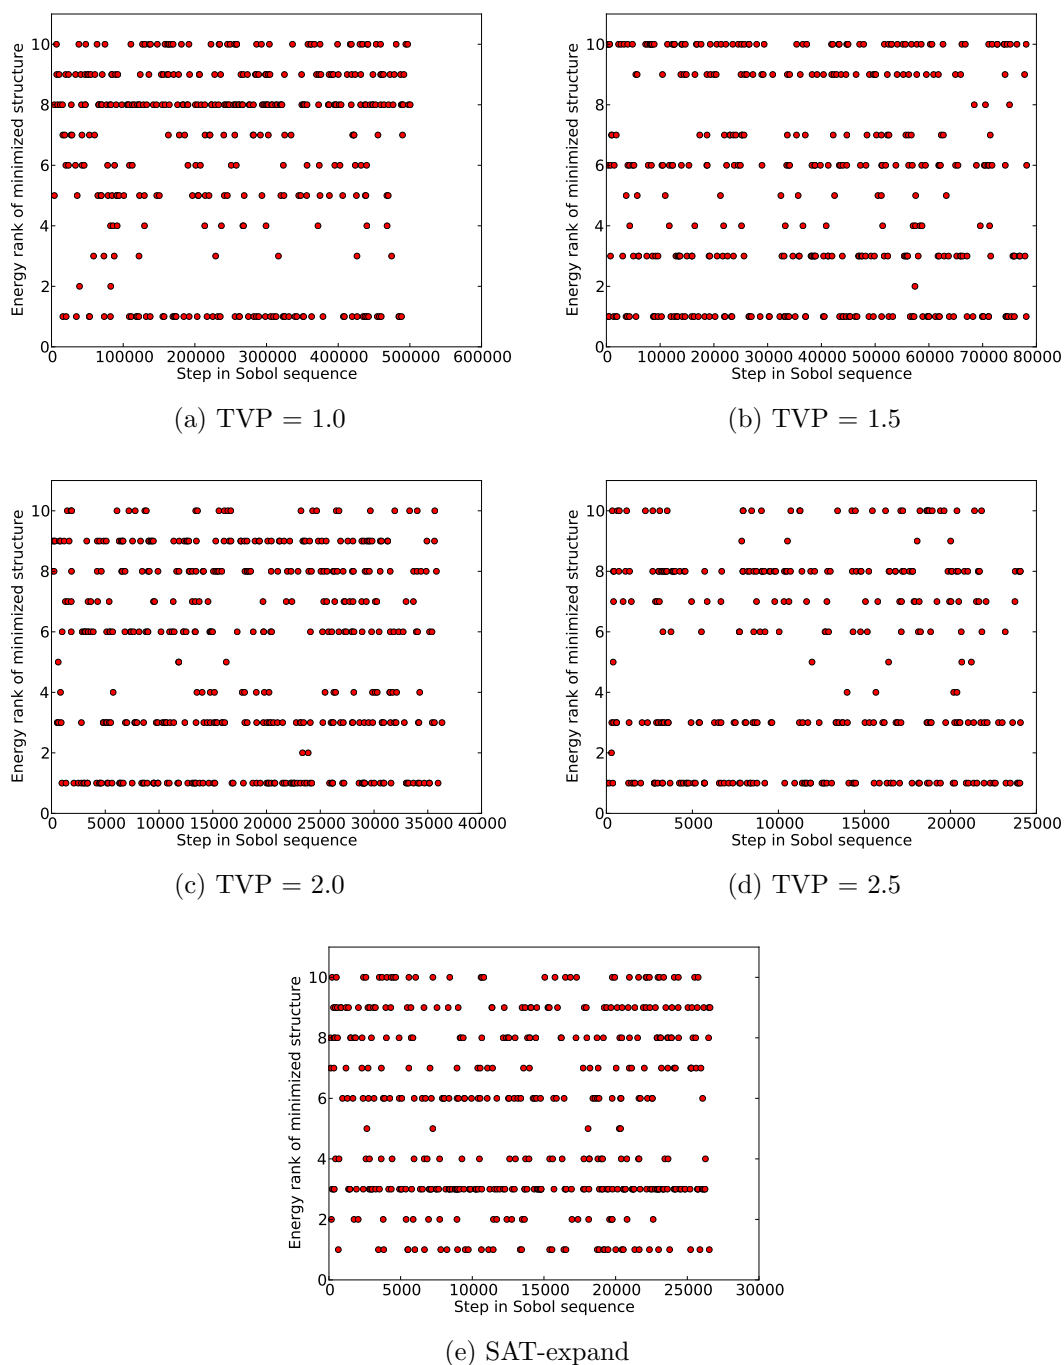 Energy rank of minimized structure
10
8
6
4
2
0
0 100000 200000 300000 400000 500000 600000
Step in Sobol sequence
(a) TVP = 1.0
Energy rank of minimized structure
10
8
6
4
2
0
0 10000 20000 30000 40000 50000 60000 70000 80000
Step in Sobol sequence
(b) TVP = 1.5
Energy rank of minimized structure
10
8
6
4
2
0
0 5000 10000 15000 20000 25000 30000 35000 40000
Step in Sobol sequence
(c) TVP = 2.0
Energy rank of minimized structure
10
8
6
4
2
0
0 5000 10000 15000 20000 25000
Step in Sobol sequence
(d) TVP = 2.5
Energy rank of minimized structure
10
8
6
4
2
0
0 5000 10000 15000 20000 25000 30000
Step in Sobol sequence
(e) SAT-expand